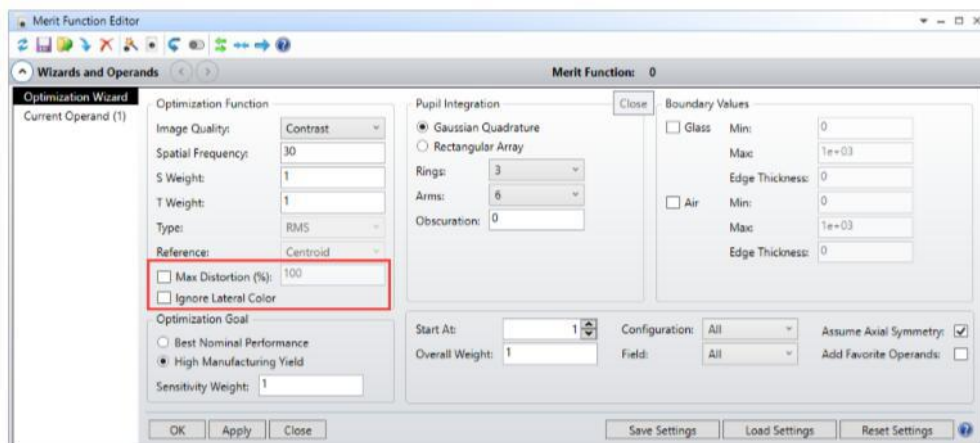 Merit Function Editor
Wizards and Operands
Merit Function: 0
Optimization Wizard
Current Operand (1)
Optimization Function
Image Quality: Contrast
Spatial Frequency: 30
S Weight: 1
T Weight: 1
Type: RMS
Reference: Centroid
Max Distortion (%): 100
Ignore Lateral Color
Optimization Goal
Best Nominal Performance
High Manufacturing Yield
Sensitivity Weight: 1
Pupil Integration
Close
Gaussian Quadrature
Rectangular Array
Rings: 3
Arms: 6
Obscuration: 0
Boundary Values
Glass Min: 0
Max: 1e+03
Edge Thickness: 0
Air Min: 0
Max: 1e+03
Edge Thickness: 0
Start At: 1 Configuration: All Assume Axial Symmetry:
Overall Weight: 1 Field: All Add Favorite Operands:
OK Apply Close Save Settings Load Settings Reset Settings